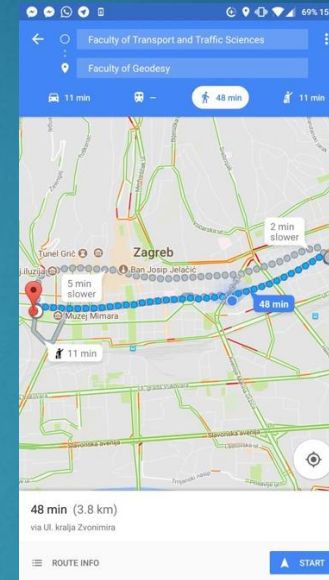 69% 15
Faculty of Transport and Traffic Sciences
Faculty of Geodesy
11 min
–
48 min
11 min
2 min
slower
Tunel Grič
Zagreb
Ban Josip Jelačić
5 min
slower
48 min
Muzej Mimara
11 min
Slavonska avenija
Slavonska avenija
48 min (3.8 km)
via Ul. kralja Zvonimira
ROUTE INFO
START